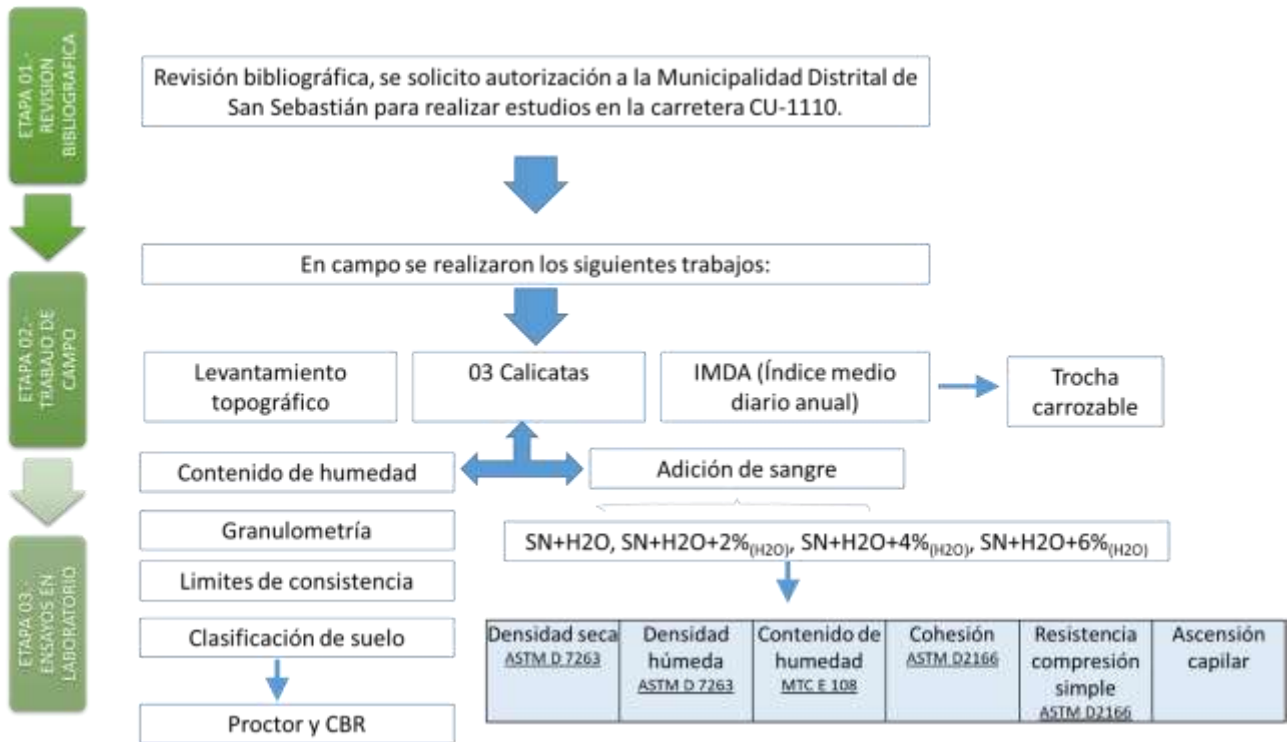 ETAPA 01.-
REVISIÓN
BIBLIOGRAFICA
Revisión bibliográfica, se solicito autorización a la Municipalidad Distrital de
San Sebastián para realizar estudios en la carretera CU-1110.
ETAPA 02.-
TRABAJO DE
CAMPO
En campo se realizaron los siguientes trabajos:
Levantamiento
topográfico
03 Calicatas
IMDA (Índice medio
diario anual)
Trocha
carrozable
ETAPA 03.-
ENSAYOS EN
LABORATORIO
Contenido de humedad
Granulometría
Limites de consistencia
Clasificación de suelo
Proctor y CBR
Adición de sangre
SN+H2O, SN+H2O+2%(H2O), SN+H2O+4%(H2O), SN+H2O+6%(H2O)
Densidad seca
ASTM D 7263
Densidad
húmeda
ASTM D 7263
Contenido de
humedad
MTC E 108
Cohesión
ASTM D2166
Resistencia
compresión
simple
ASTM D2166
Ascensión
capilar